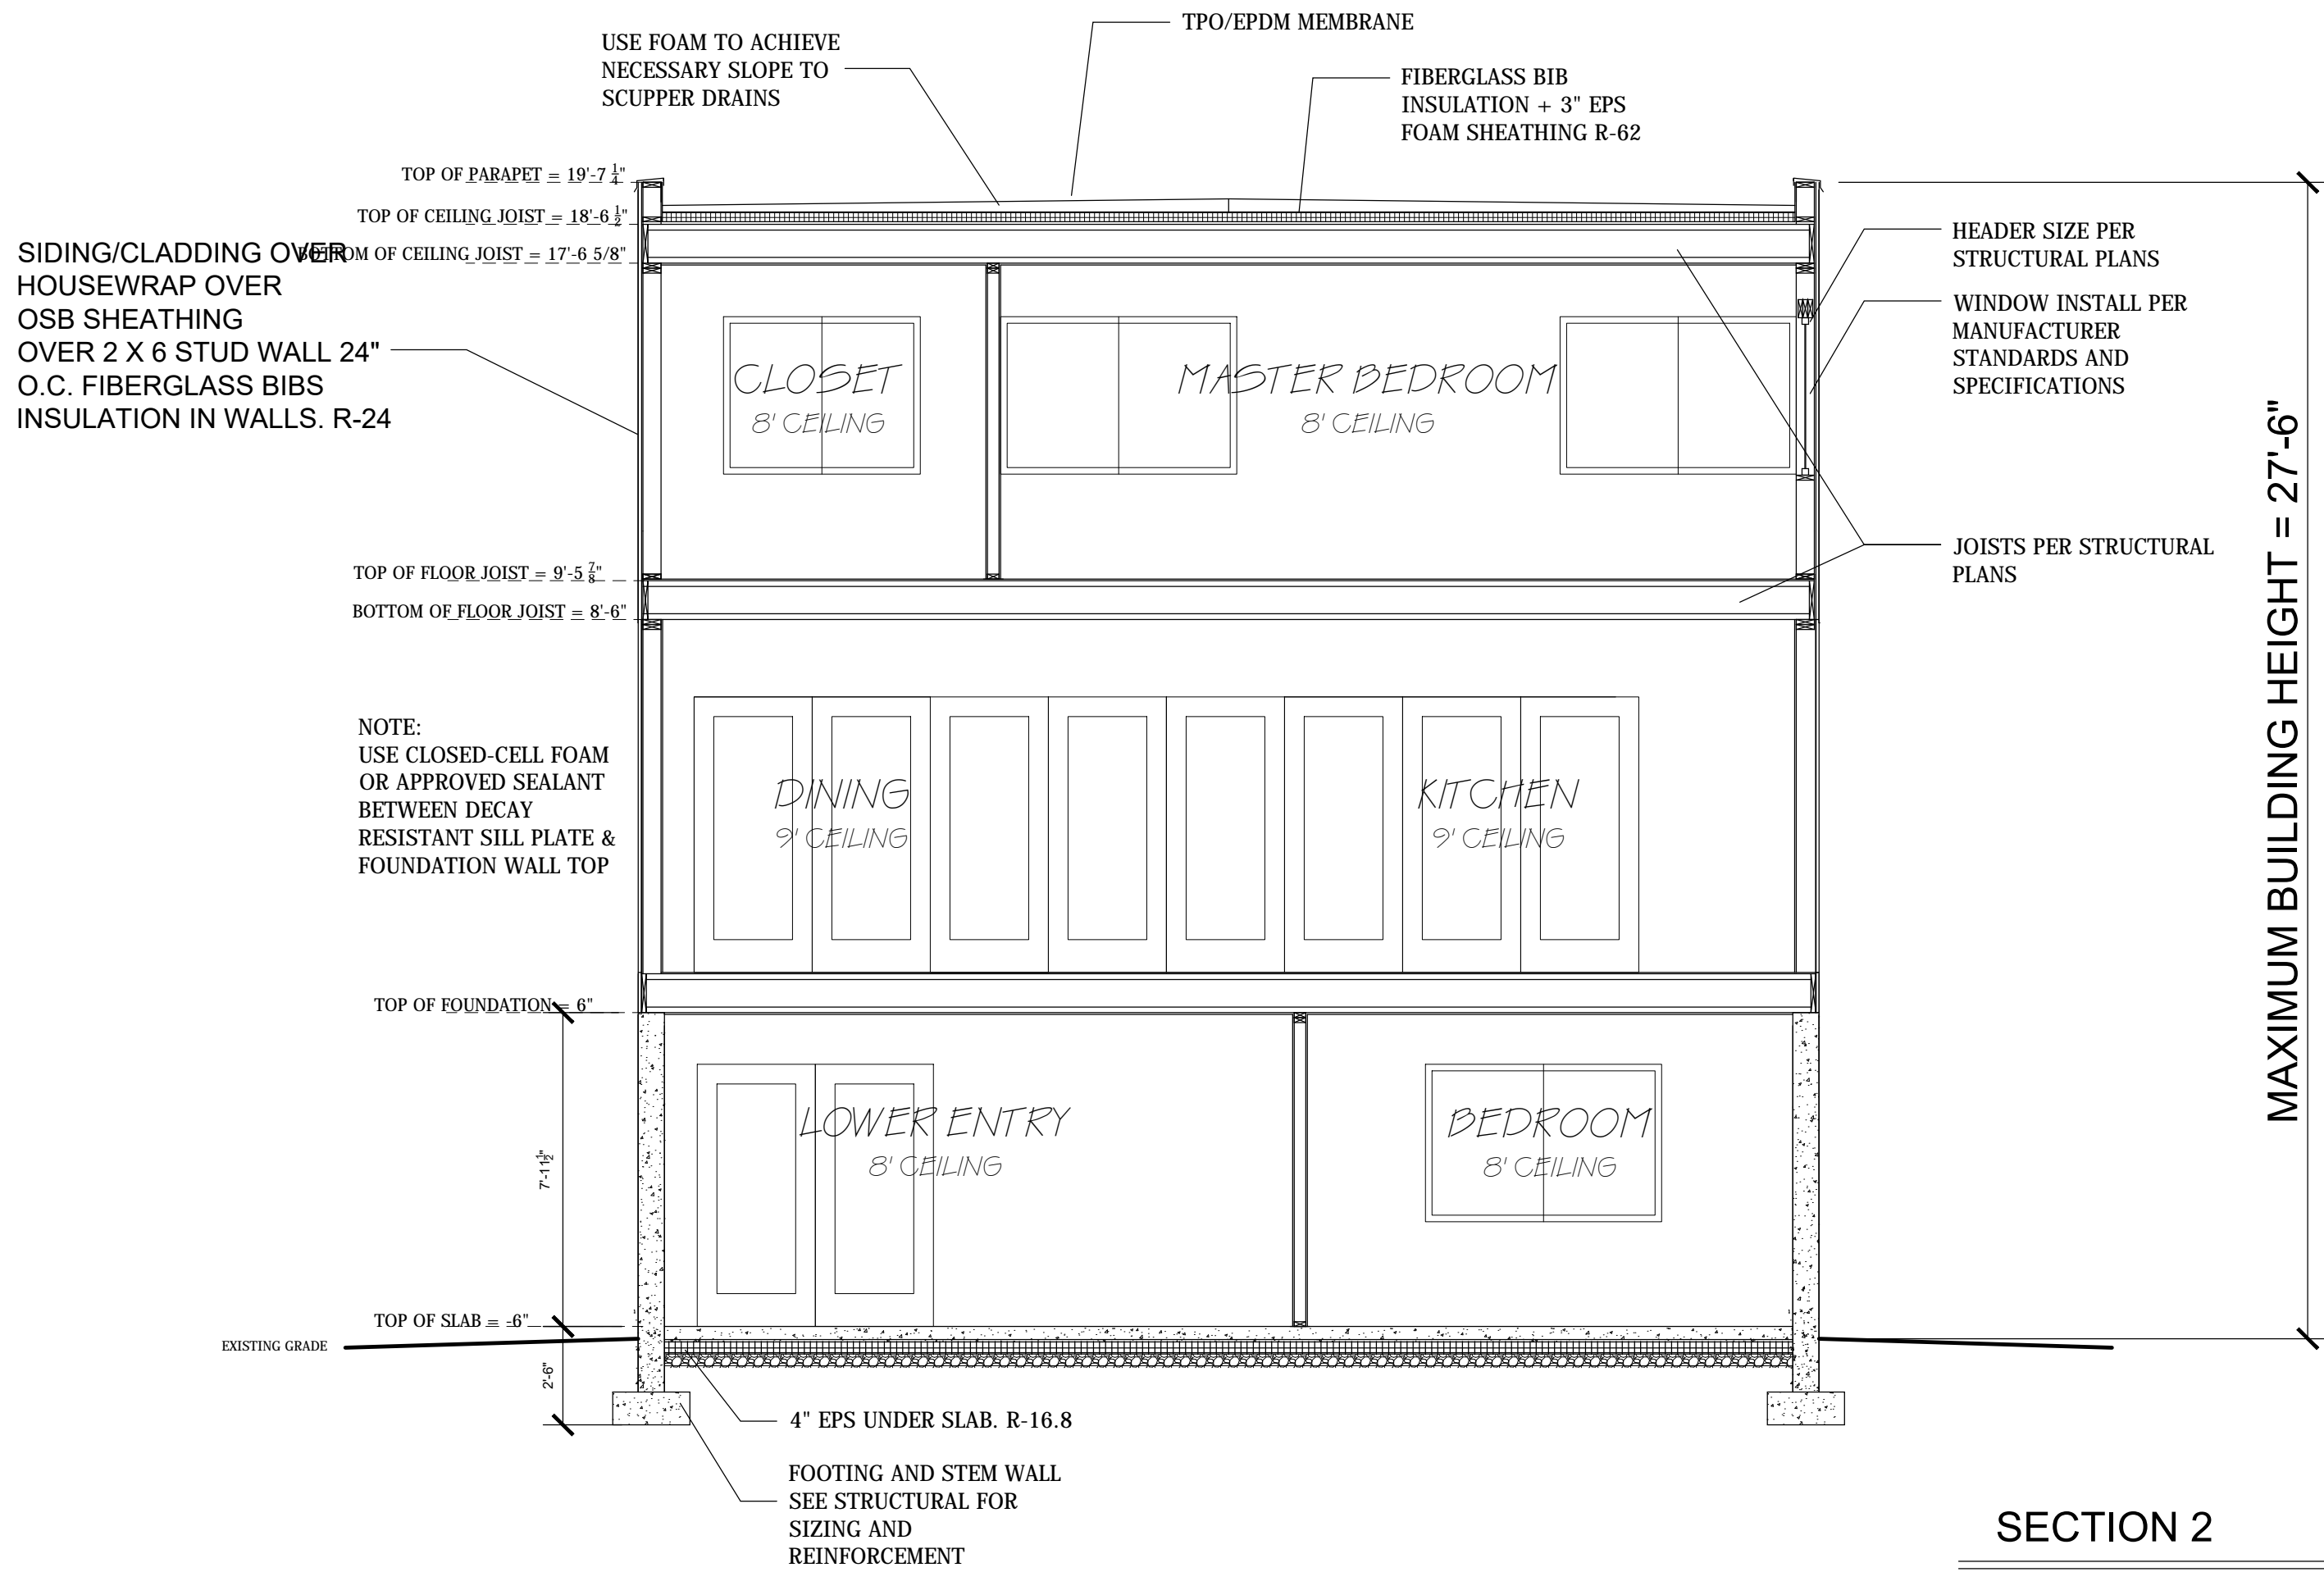 TPO/EPDM MEMBRANE
USE FOAM TO ACHIEVE
NECESSARY SLOPE TO
SCUPPER DRAINS
FIBERGLASS BIB
INSULATION + 3" EPS
FOAM SHEATHING R-62
TOP OF PARAPET = 19'-7 1/4"
TOP OF CEILING JOIST = 18'-6 1/2"
BOTTOM OF CEILING JOIST = 17'-6 5/8"
SIDING/CLADDING OVER
HOUSEWRAP OVER
OSB SHEATHING
OVER 2 X 6 STUD WALL 24"
O.C. FIBERGLASS BIBS
INSULATION IN WALLS. R-24
HEADER SIZE PER
STRUCTURAL PLANS
WINDOW INSTALL PER
MANUFACTURER
STANDARDS AND
SPECIFICATIONS
CLOSET
8' CEILING
MASTER BEDROOM
8' CEILING
MAXIMUM BUILDING HEIGHT = 27'-6"
JOISTS PER STRUCTURAL
PLANS
TOP OF FLOOR JOIST = 9'-5 7/8"
BOTTOM OF FLOOR JOIST = 8'-6"
NOTE:
USE CLOSED-CELL FOAM
OR APPROVED SEALANT
BETWEEN DECAY
RESISTANT SILL PLATE &
FOUNDATION WALL TOP
DINING
9' CEILING
KITCHEN
9' CEILING
TOP OF FOUNDATION = 6"
LOWER ENTRY
8' CEILING
BEDROOM
8' CEILING
7'-11 1/2"
TOP OF SLAB = -6"
EXISTING GRADE
2'-6"
4" EPS UNDER SLAB. R-16.8
FOOTING AND STEM WALL
SEE STRUCTURAL FOR
SIZING AND
REINFORCEMENT
SECTION 2